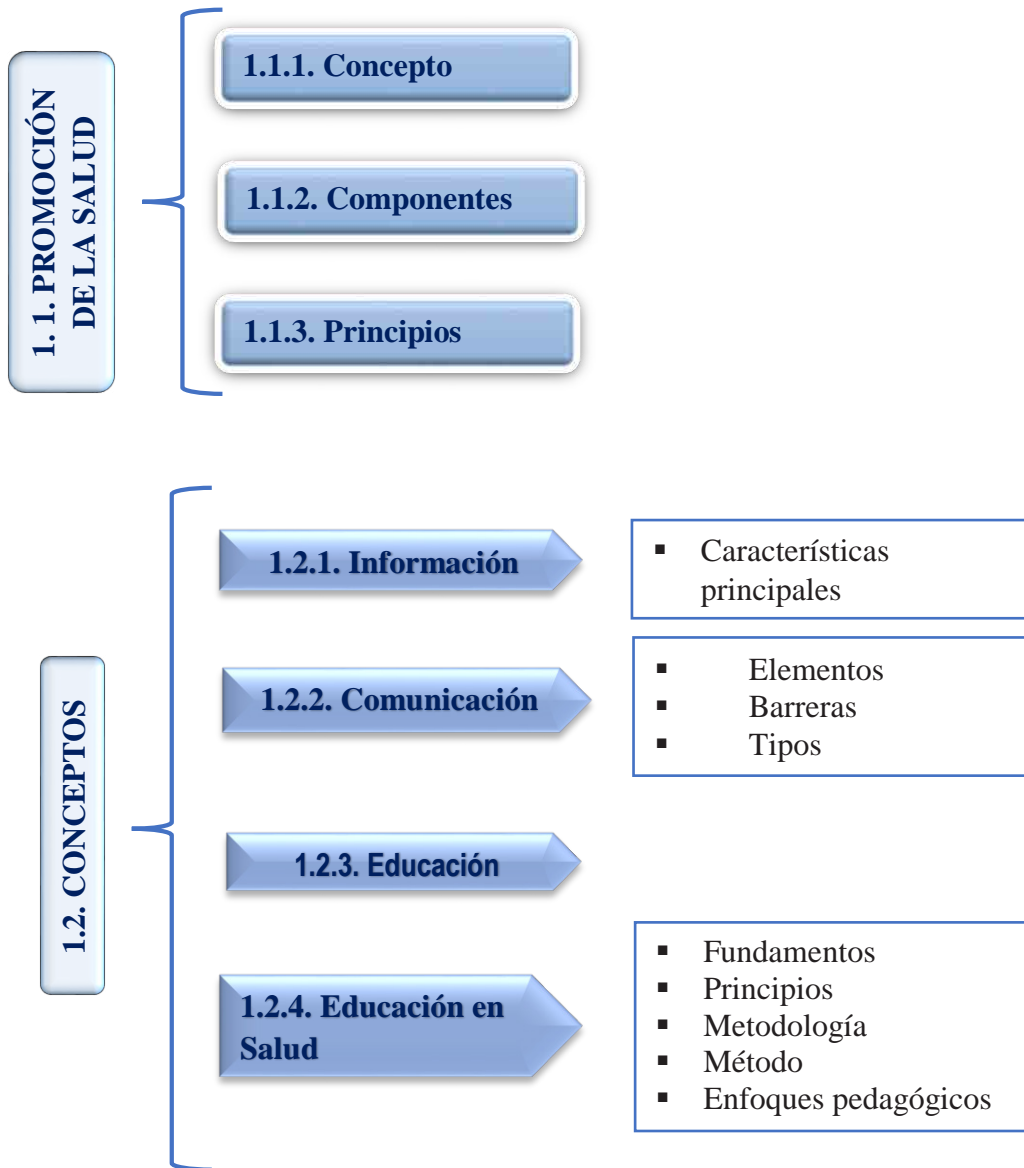 1. 1. PROMOCIÓN
DE LA SALUD
1.1.1. Concepto
1.1.2. Componentes
1.1.3. Principios
1.2. CONCEPTOS
1.2.1. Información
▪ Características
principales
1.2.2. Comunicación
▪ Elementos
▪ Barreras
▪ Tipos
1.2.3. Educación
1.2.4. Educación en
Salud
▪ Fundamentos
▪ Principios
▪ Metodología
▪ Método
▪ Enfoques pedagógicos